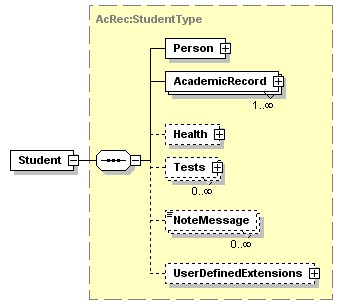 AcRec:StudentType
Person
AcademicRecord
1..∞
Student
Health
Tests
0..∞
NoteMessage
0..∞
UserDefinedExtensions